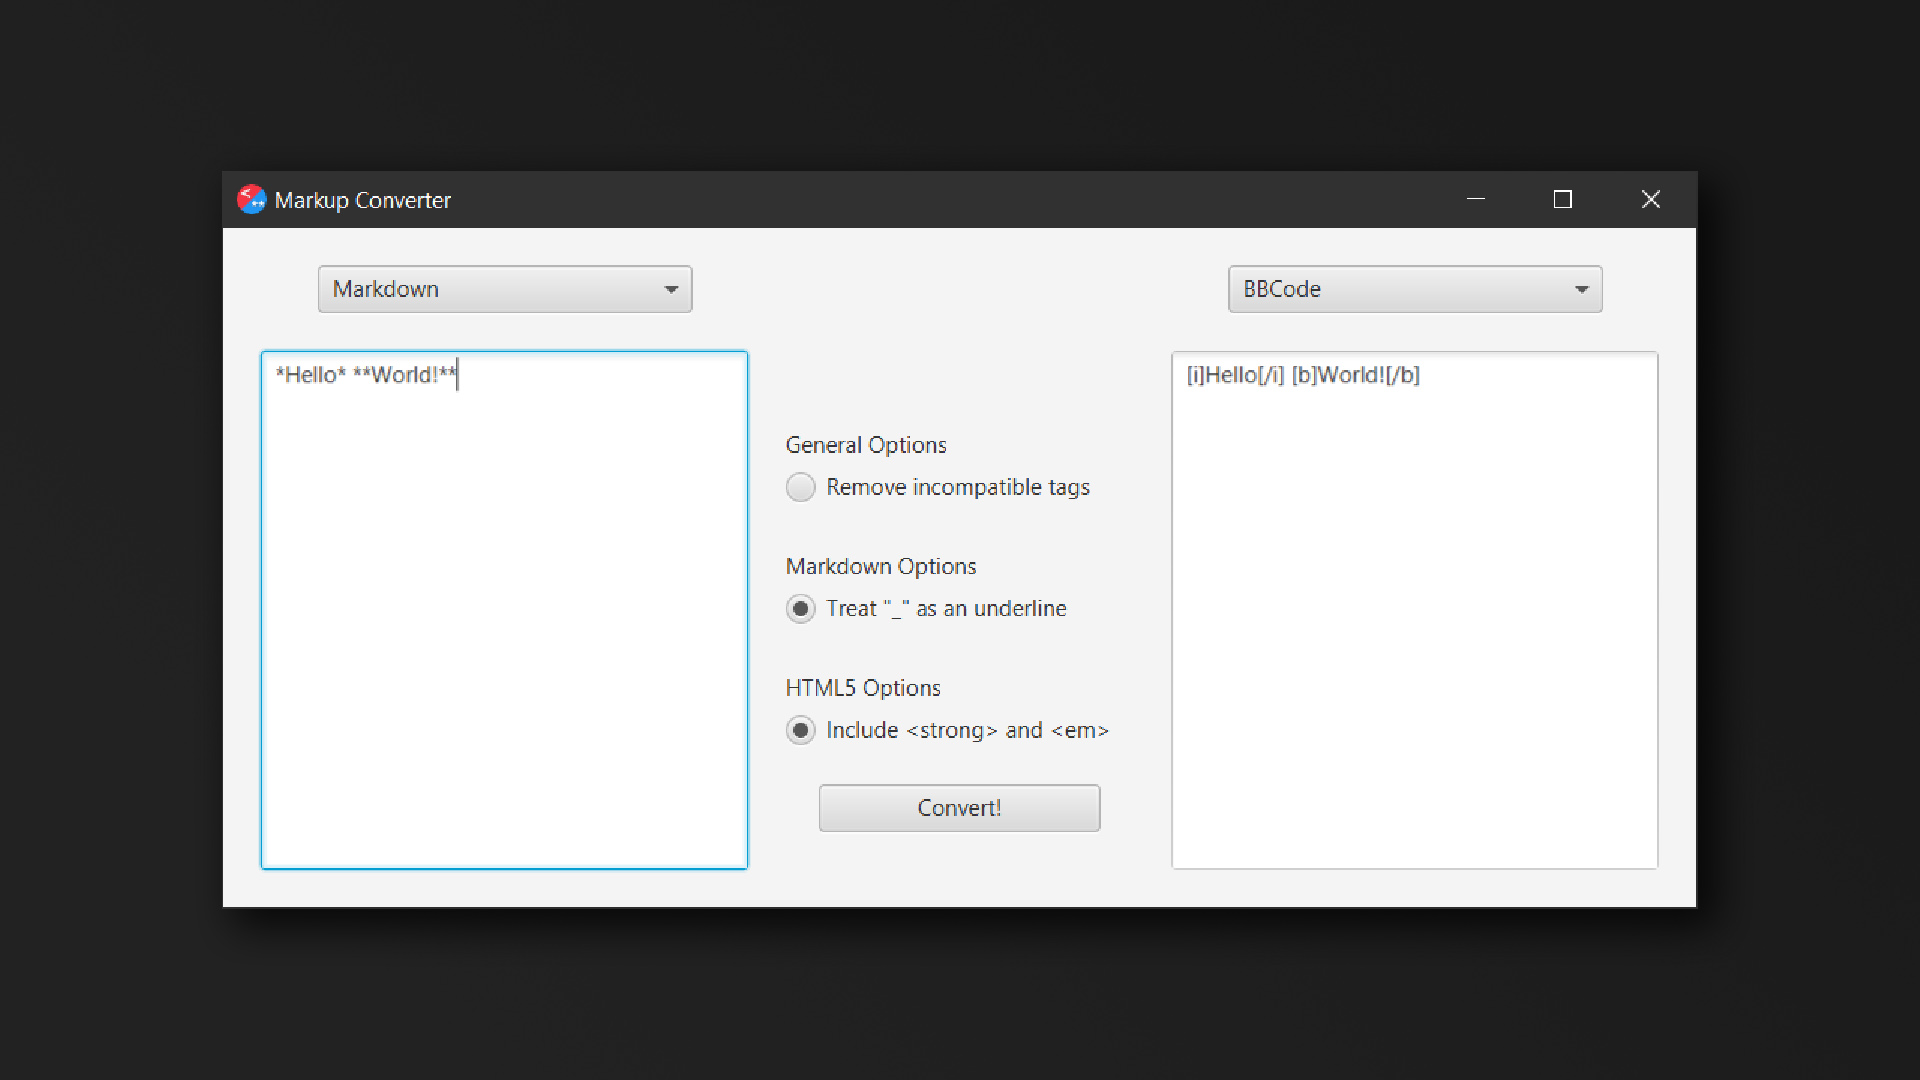 Markup Converter
Markdown
BBCode
*Hello* **World!**
[i]Hello[/i] [b]World![/b]
General Options
Remove incompatible tags
Markdown Options
Treat "_" as an underline
HTML5 Options
Include <strong> and <em>
Convert!